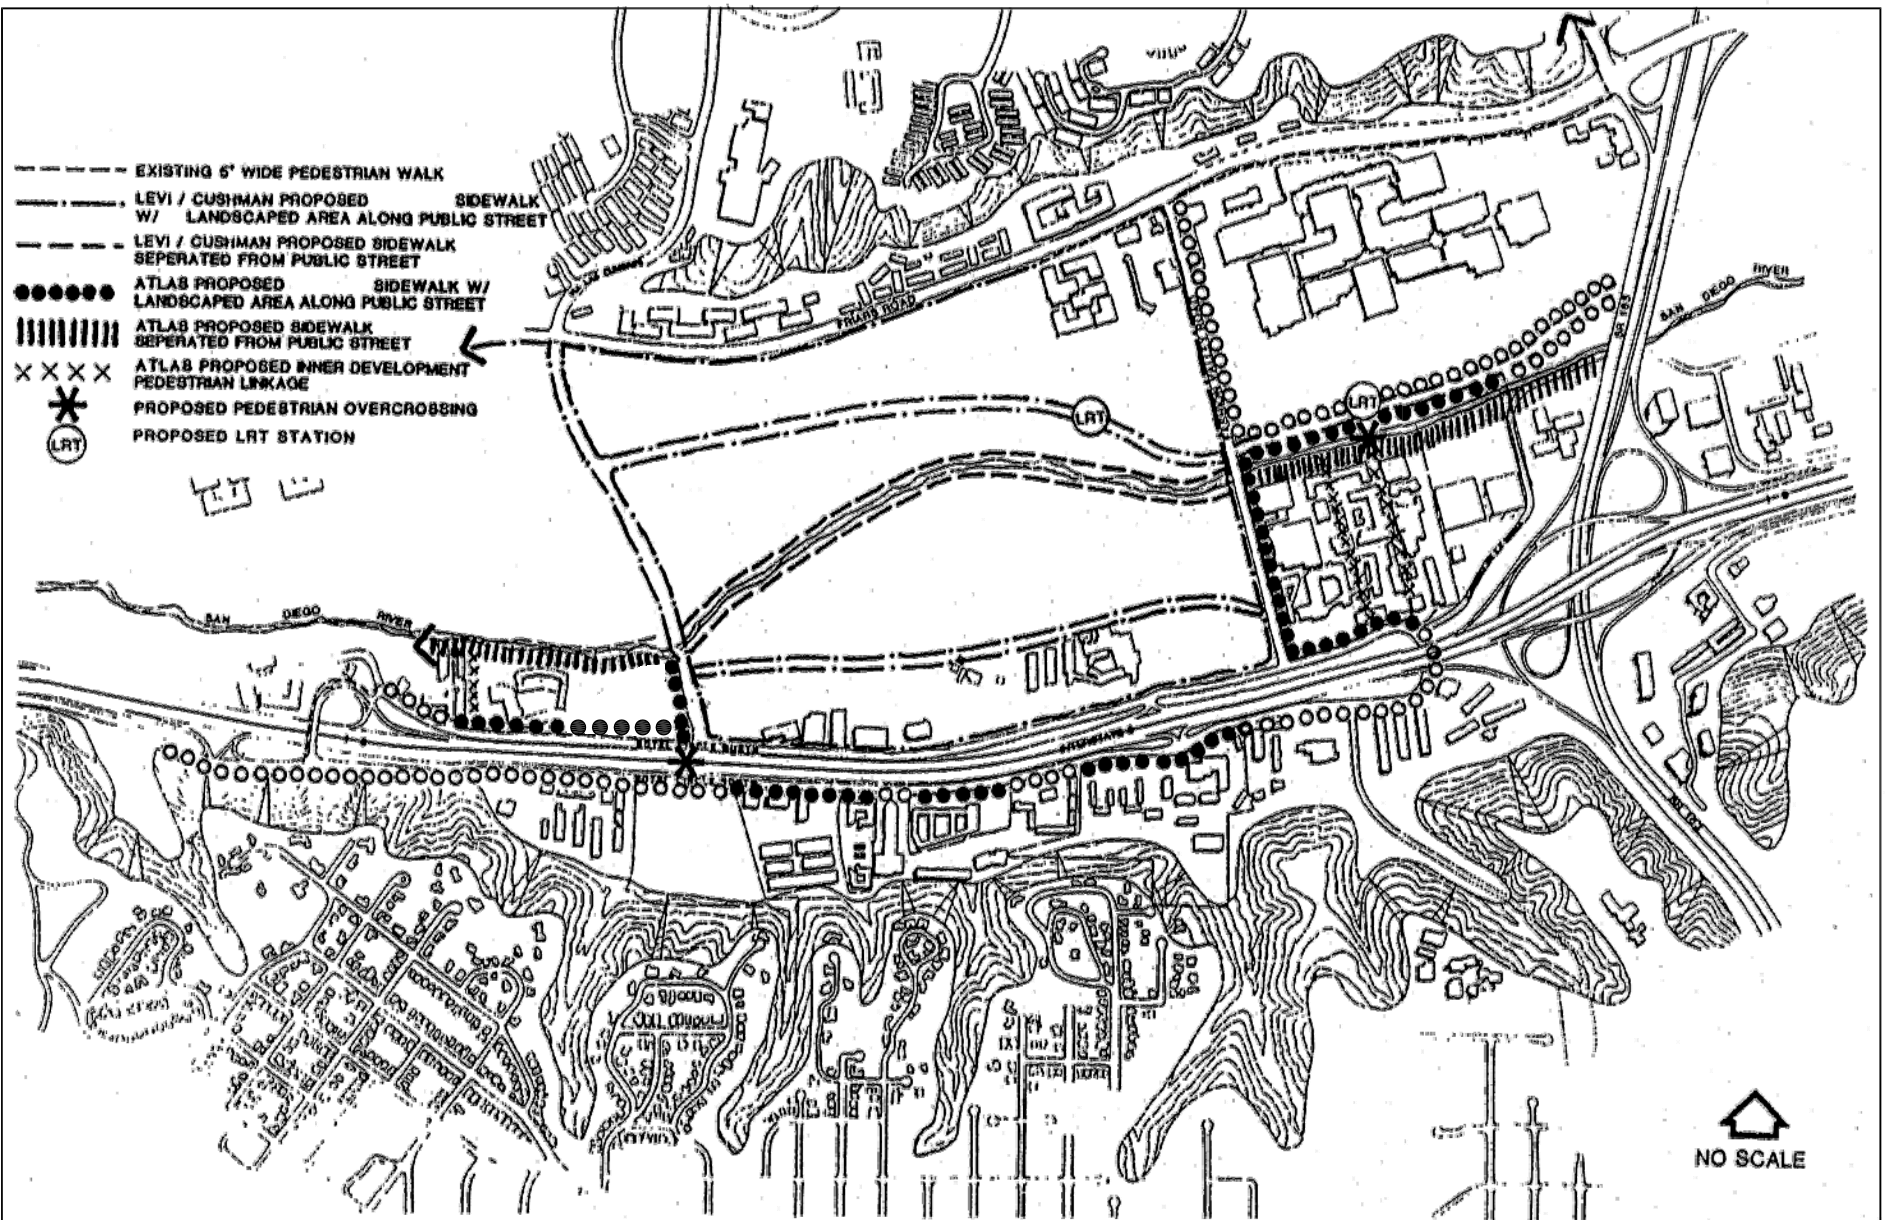 EXISTING 5' WIDE PEDESTRIAN WALK
LEVI / CUSHMAN PROPOSED SIDEWALK
W/ LANDSCAPED AREA ALONG PUBLIC STREET
LEVI / CUSHMAN PROPOSED SIDEWALK
SEPERATED FROM PUBLIC STREET
ATLAS PROPOSED SIDEWALK W/
LANDSCAPED AREA ALONG PUBLIC STREET
ATLAS PROPOSED SIDEWALK
SEPERATED FROM PUBLIC STREET
ATLAS PROPOSED INNER DEVELOPMENT
PEDESTRIAN LINKAGE
PROPOSED PEDESTRIAN OVERCROSSING
LRT
PROPOSED LRT STATION
FRIARS ROAD
SAN DIEGO RIVER
SR 163
LRT
LRT
SAN DIEGO RIVER
NO SCALE